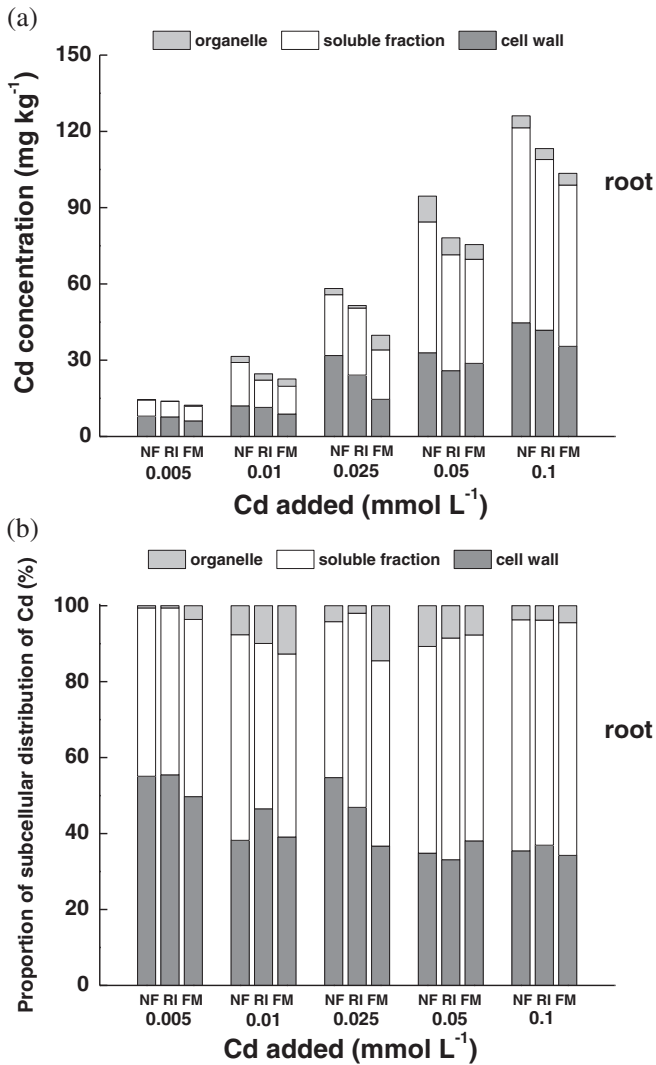 (a)
organelle soluble fraction cell wall
150
120
90
60
30
0
Cd concentration (mg kg⁻¹)
root
NF RI FM NF RI FM NF RI FM NF RI FM NF RI FM
0.005 0.01 0.025 0.05 0.1
Cd added (mmol L⁻¹)
(b)
organelle soluble fraction cell wall
100
80
60
40
20
0
Proportion of subcellular distribution of Cd (%)
root
NF RI FM NF RI FM NF RI FM NF RI FM NF RI FM
0.005 0.01 0.025 0.05 0.1
Cd added (mmol L⁻¹)